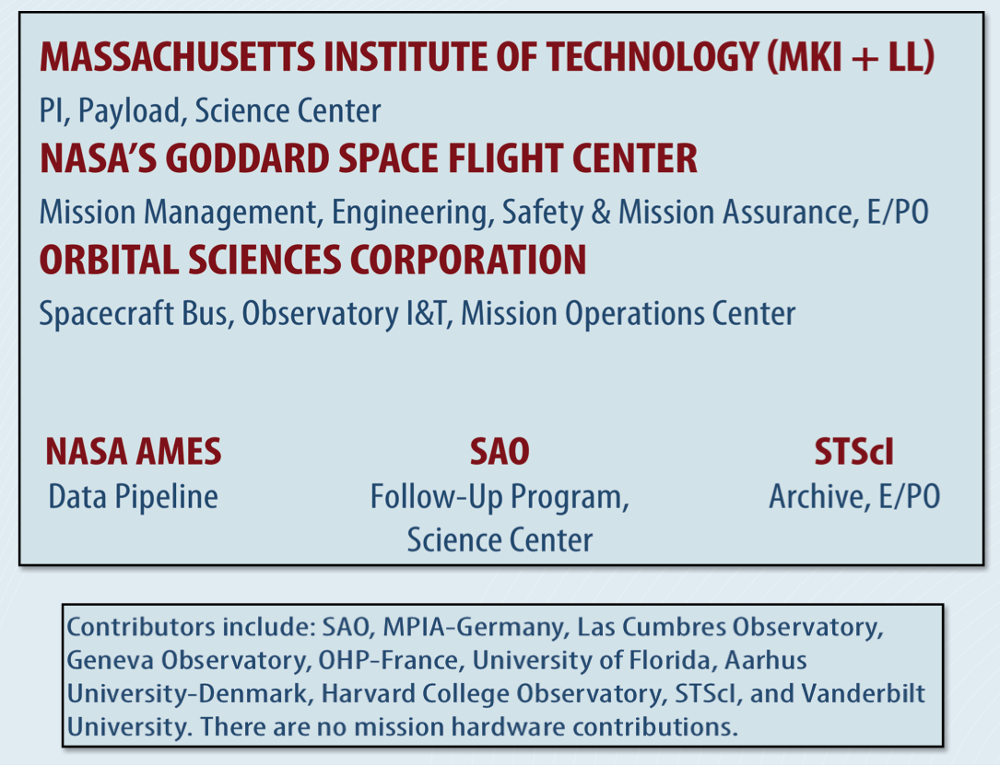 MASSACHUSETTS INSTITUTE OF TECHNOLOGY (MKI + LL)
PI, Payload, Science Center
NASA'S GODDARD SPACE FLIGHT CENTER
Mission Management, Engineering, Safety & Mission Assurance, E/PO
ORBITAL SCIENCES CORPORATION
Spacecraft Bus, Observatory I&T, Mission Operations Center
NASA AMES
Data Pipeline
SAO
Follow-Up Program,
Science Center
STScI
Archive, E/PO
Contributors include: SAO, MPIA-Germany, Las Cumbres Observatory,
Geneva Observatory, OHP-France, University of Florida, Aarhus
University-Denmark, Harvard College Observatory, STScI, and Vanderbilt
University. There are no mission hardware contributions.